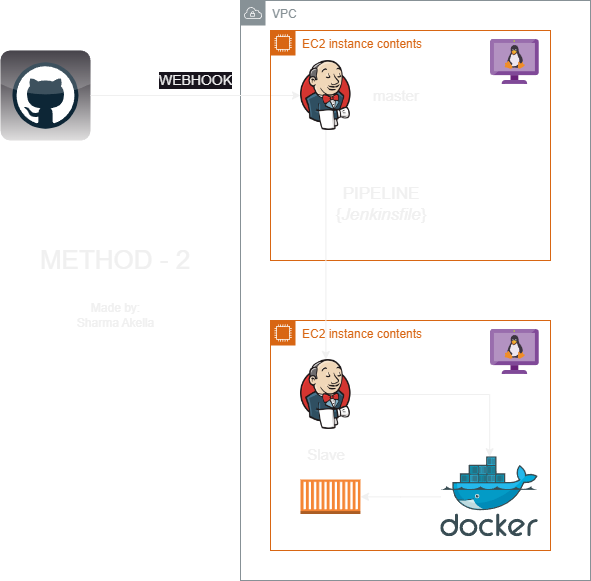 VPC
EC2 instance contents
WEBHOOK
master
PIPELINE
{Jenkinsfile}
METHOD - 2
Made by:
Sharma Akella
EC2 instance contents
Slave
docker